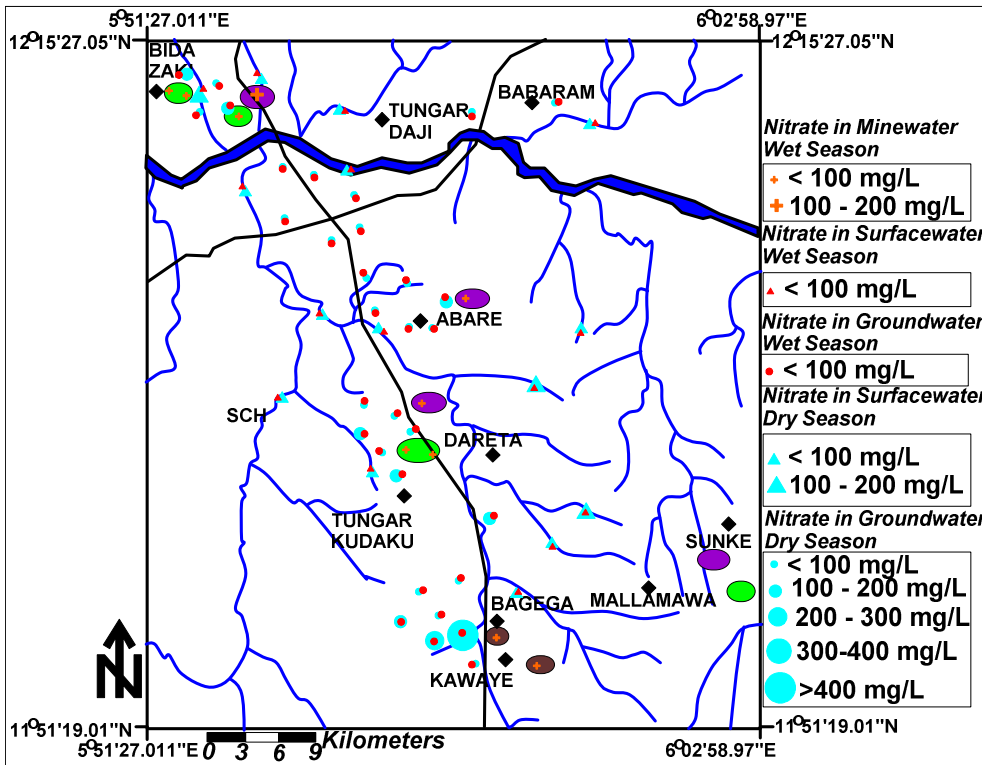 5°51'27.011"E
6°02'58.97"E
12°15'27.05"N
12°15'27.05"N
BIDA
ZAKI
BABARAM
TUNGAR
DAJI
ABARE
SCH
DARETA
TUNGAR
KUDAKU
SUNKE
MALLAMAWA
BAGEGA
KAWAYE
N
Nitrate in Minewater
Wet Season
< 100 mg/L
100 - 200 mg/L
Nitrate in Surfacewater
Wet Season
< 100 mg/L
Nitrate in Groundwater
Wet Season
< 100 mg/L
Nitrate in Surfacewater
Dry Season
< 100 mg/L
100 - 200 mg/L
Nitrate in Groundwater
Dry Season
< 100 mg/L
100 - 200 mg/L
200 - 300 mg/L
300-400 mg/L
>400 mg/L
11°51'19.01"N
11°51'19.01"N
5°51'27.011"E
6°02'58.97"E
Kilometers
0 3 6 9